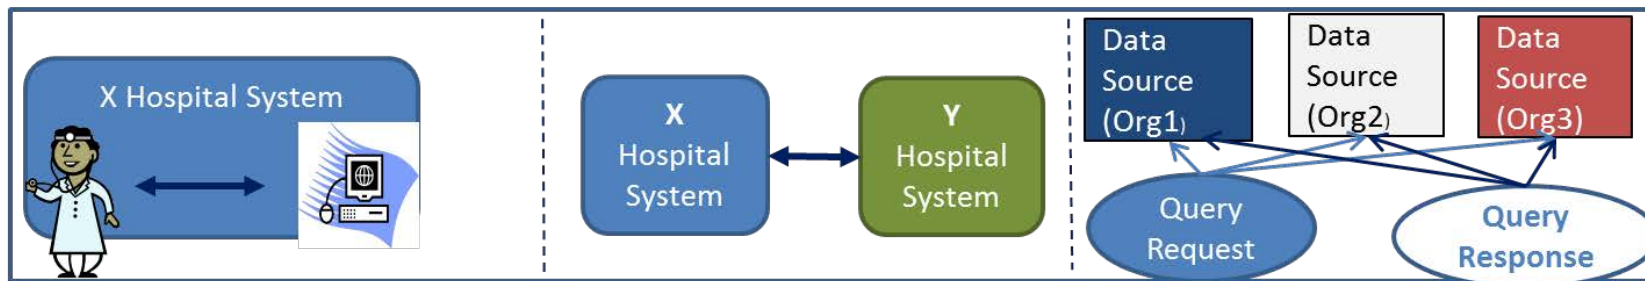 X Hospital System
X
Hospital
System
Y
Hospital
System
Data
Source
(Org1)
Data
Source
(Org2)
Data
Source
(Org3)
Query
Request
Query
Response